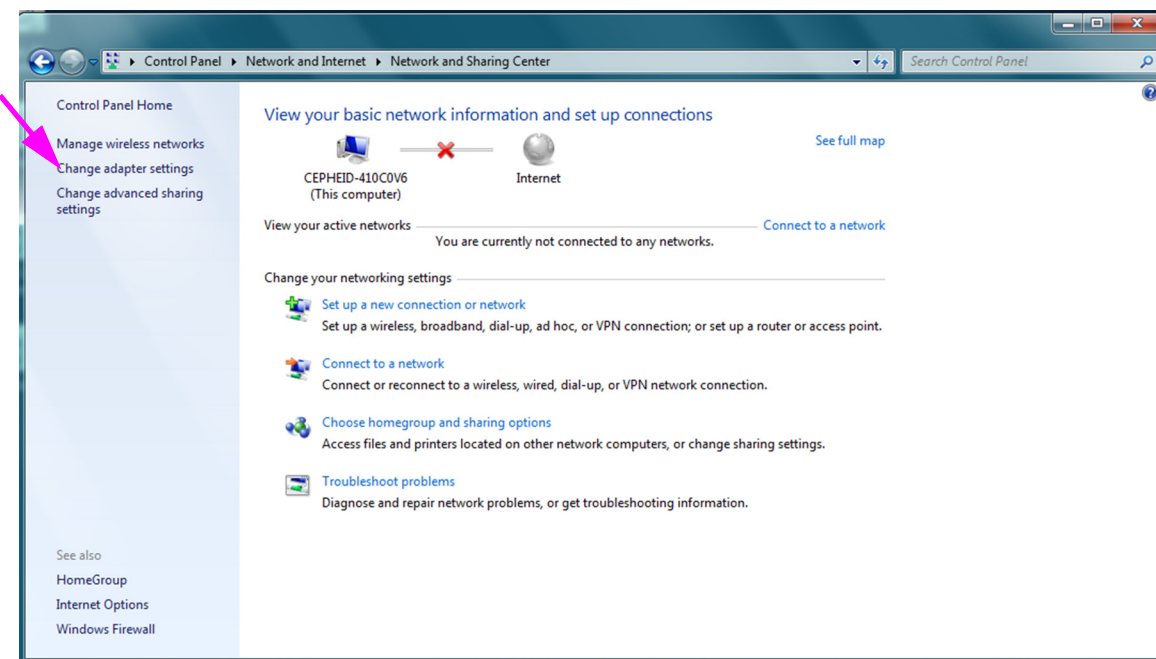 Control Panel ▸ Network and Internet ▸ Network and Sharing Center
Search Control Panel
Control Panel Home
Manage wireless networks
Change adapter settings
Change advanced sharing
settings
See also
HomeGroup
Internet Options
Windows Firewall
View your basic network information and set up connections
See full map
CEPHEID-410C0V6
(This computer)
Internet
View your active networks
Connect to a network
You are currently not connected to any networks.
Change your networking settings
Set up a new connection or network
Set up a wireless, broadband, dial-up, ad hoc, or VPN connection; or set up a router or access point.
Connect to a network
Connect or reconnect to a wireless, wired, dial-up, or VPN network connection.
Choose homegroup and sharing options
Access files and printers located on other network computers, or change sharing settings.
Troubleshoot problems
Diagnose and repair network problems, or get troubleshooting information.